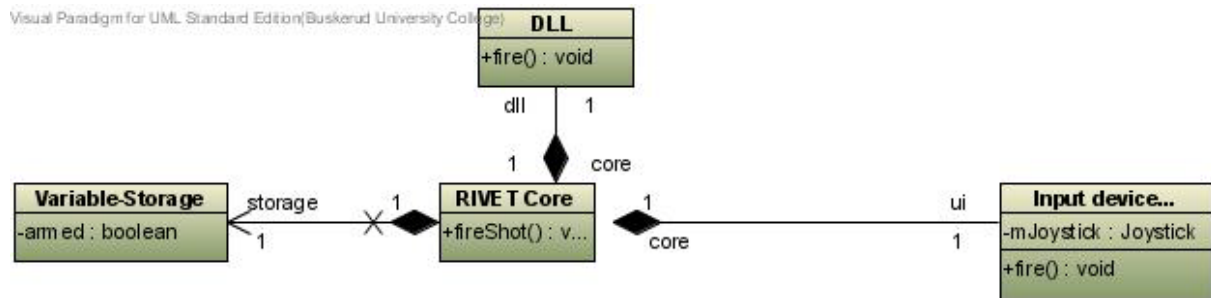 Visual Paradigm for UML Standard Edition(Buskerud University College)
DLL
+fire() : void
dll 1
1 core
Variable-Storage
-armed : boolean
storage 1
1
RIVET Core
+fireShot() : v...
1 ui
core 1
Input device...
-mJoystick : Joystick
+fire() : void